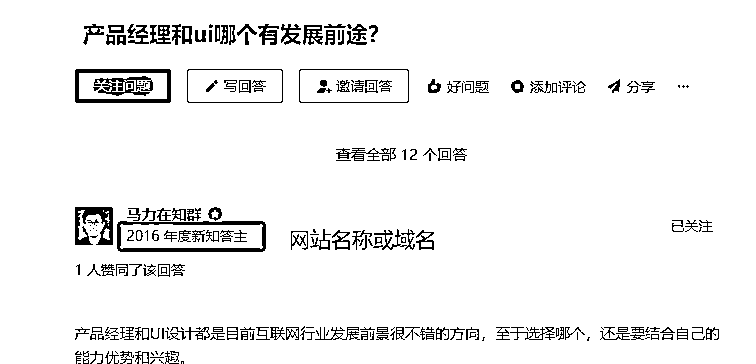 产品经理和ui哪个有发展前途？
关注问题 写回答 邀请回答 好问题 添加评论 分享 ...
查看全部 12 个回答
马力在知群
2016 年度新知答主 网站名称或域名 已关注
1 人赞同了该回答
产品经理和UI设计都是目前互联网行业发展前景很不错的方向，至于选择哪个，还是要结合自己的
能力优势和兴趣。